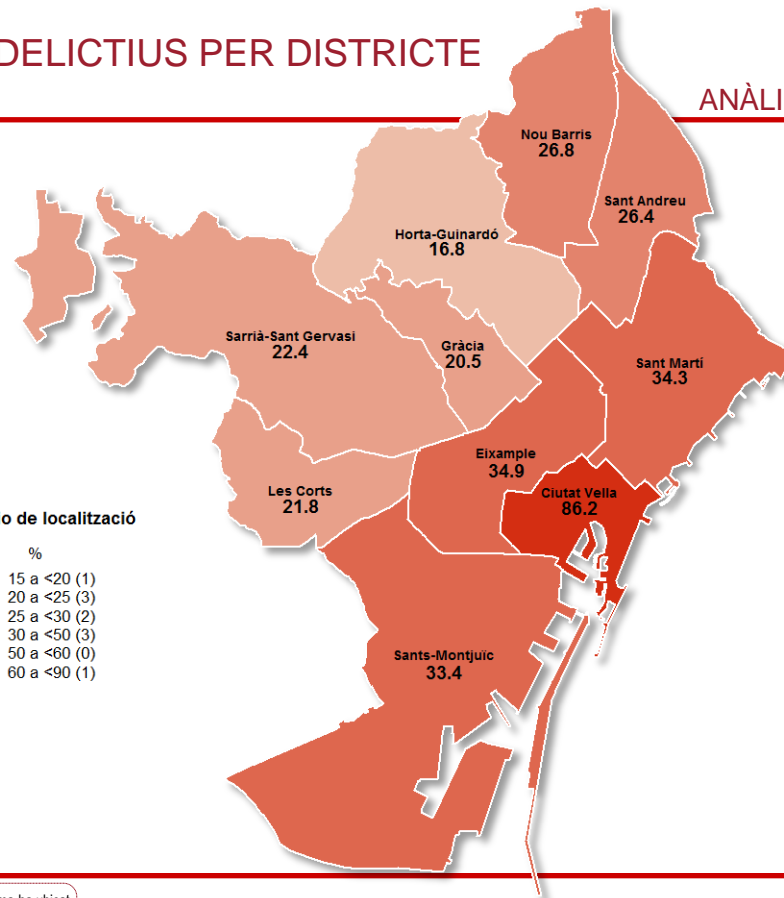 DELICTIUS PER DISTRICTE
ANÀLI
Nou Barris
26.8
Sant Andreu
26.4
Horta-Guinardó
16.8
Sarrià-Sant Gervasi
22.4
Gràcia
20.5
Sant Martí
34.3
Eixample
34.9
Les Corts
21.8
Ciutat Vella
86.2
io de localització
%
15 a <20 (1)
20 a <25 (3)
25 a <30 (2)
30 a <50 (3)
50 a <60 (0)
60 a <90 (1)
Sants-Montjuïc
33.4